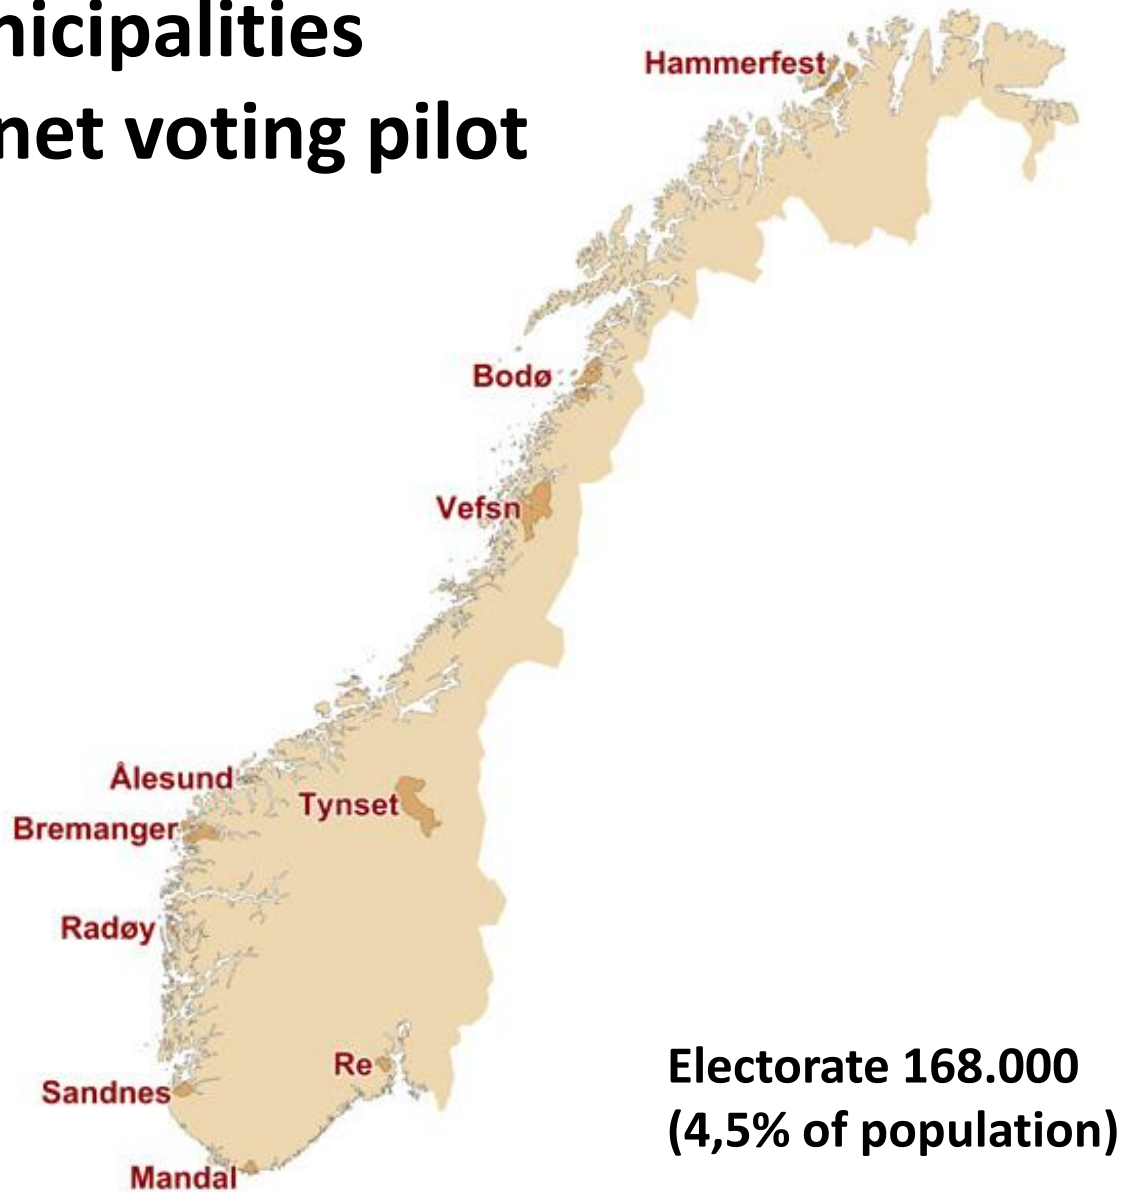 nicipalities
net voting pilot
Hammerfest
Bodø
Vefsn
Ålesund
Tynset
Bremanger
Radøy
Re
Sandnes
Mandal
Electorate 168.000
(4,5% of population)